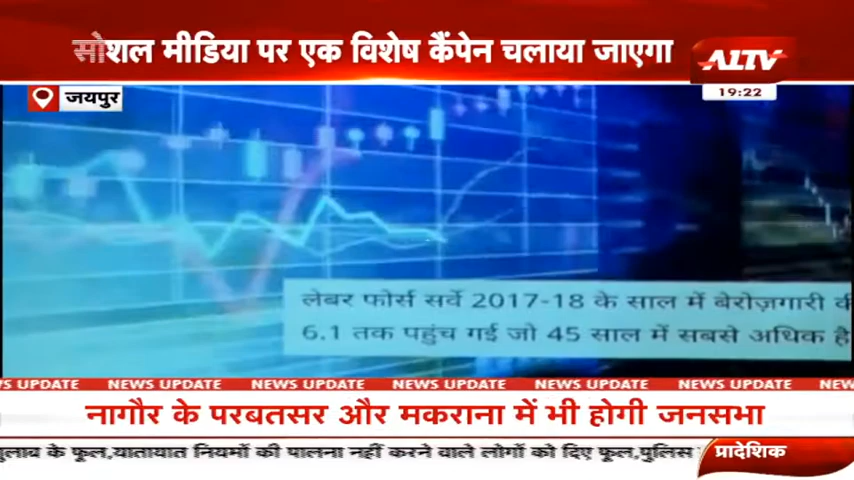 सोशल मीडिया पर एक विशेष कैंपेन चलाया जाएगा
ALTV
19:22
जयपुर
लेबर फोर्स सर्वे 2017-18 के साल में बेरोज़गारी
6.1 तक पहुंच गई जो 45 साल में सबसे अधिक है
NEWS UPDATE NEWS UPDATE NEWS UPDATE NEWS UPDATE NEWS UPDATE
नागौर के परबतसर और मकराना में भी होगी जनसभा
के फूल,यातायात नियमों की पालना नहीं करने वाले लोगों को दिए फूल,पुलिस
प्रादेशिक